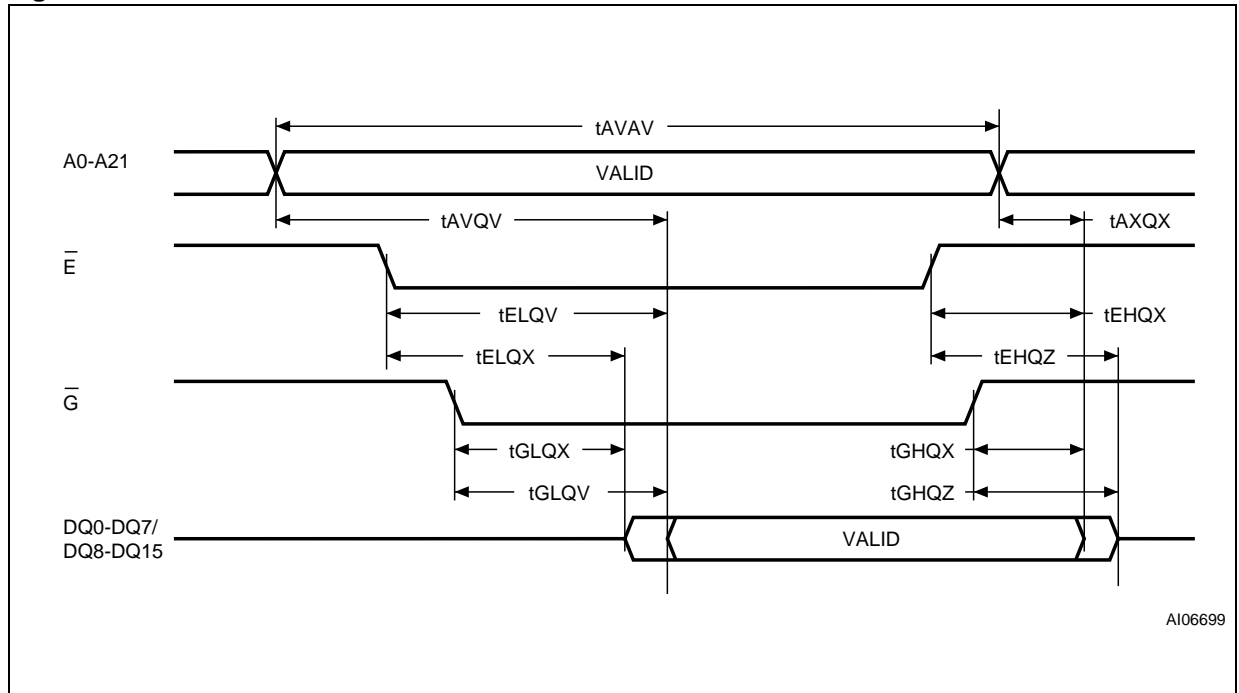 tAVAV
A0-A21
VALID
tAVQV
tAXQX
E̅
tELQV
tEHQX
tELQX
tEHQZ
G̅
tGLQX
tGHQX
tGLQV
tGHQZ
DQ0-DQ7/
DQ8-DQ15
VALID
AI06699